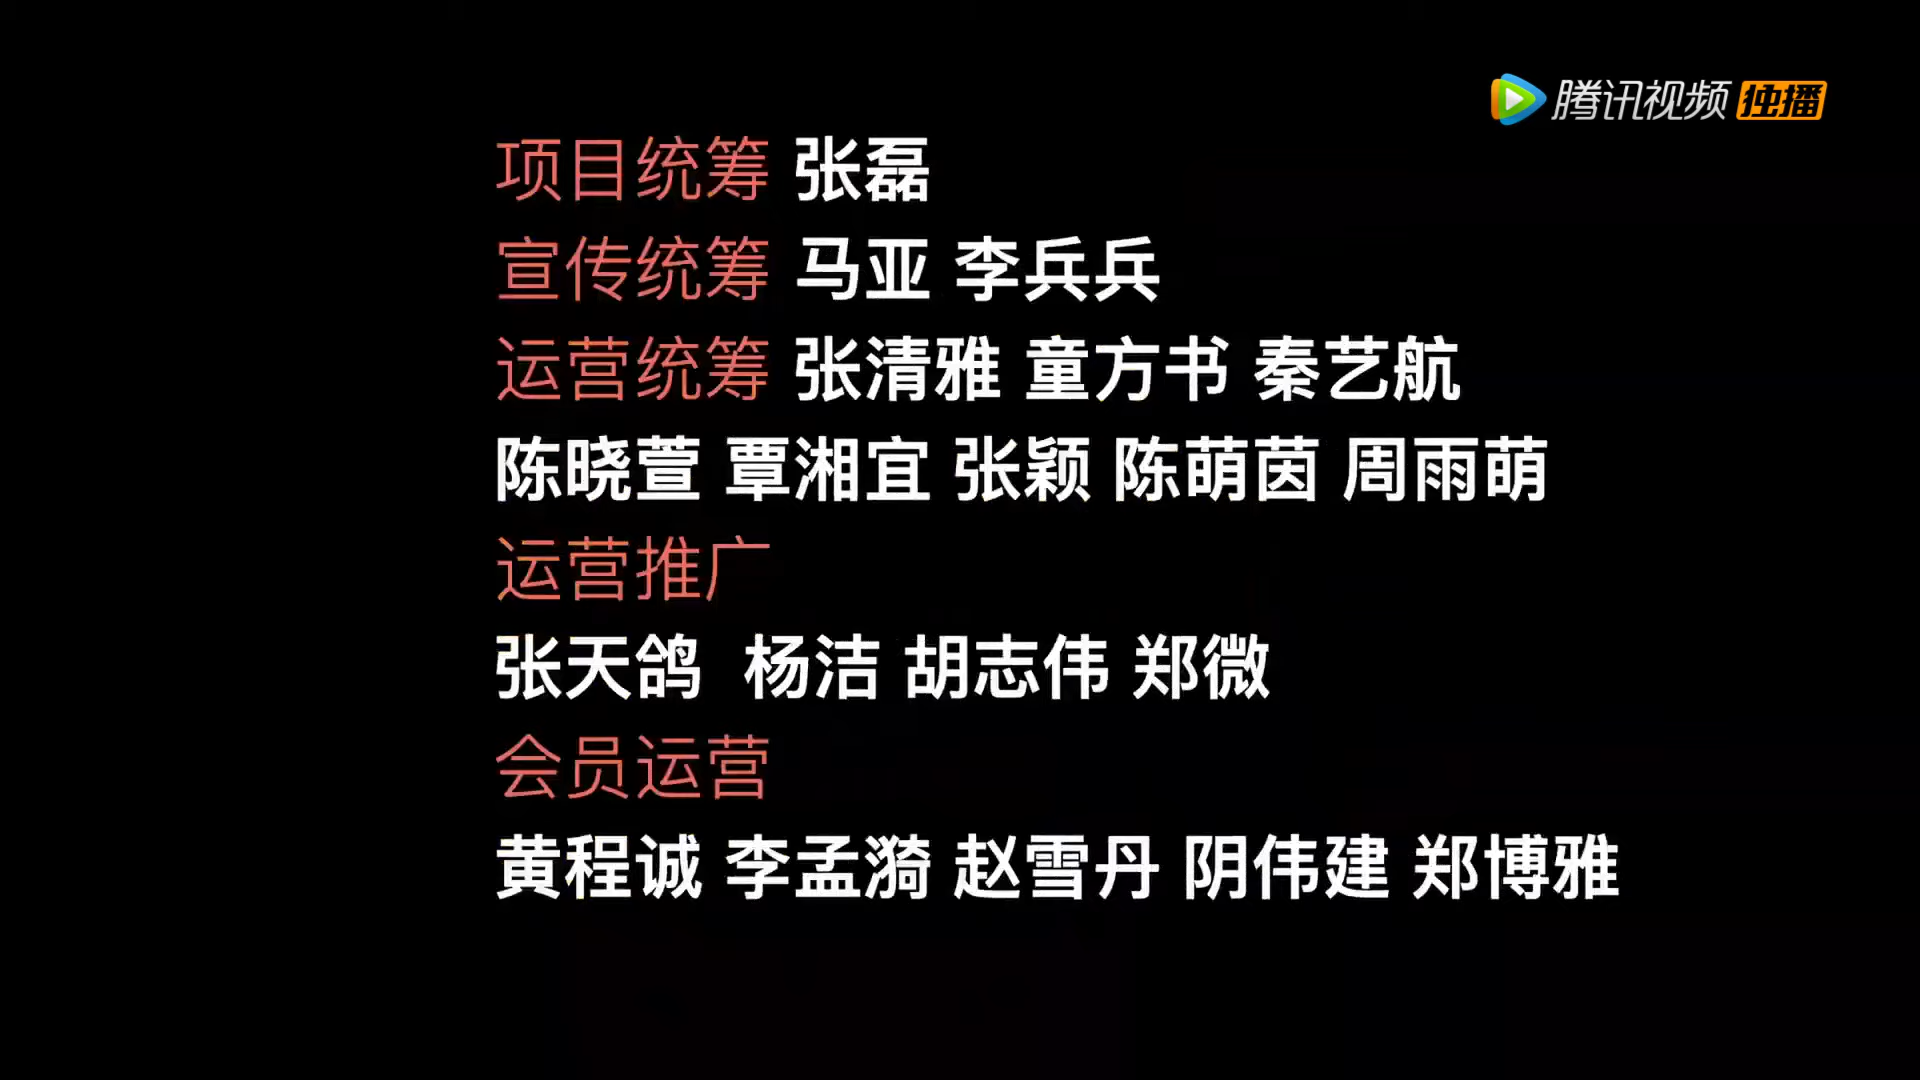 腾讯视频 独播
项目统筹 张磊
宣传统筹 马亚 李兵兵
运营统筹 张清雅 童方书 秦艺航
陈晓萱 覃湘宜 张颖 陈萌茵 周雨萌
运营推广
张天鸽 杨洁 胡志伟 郑微
会员运营
黄程诚 李孟漪 赵雪丹 阴伟建 郑博雅